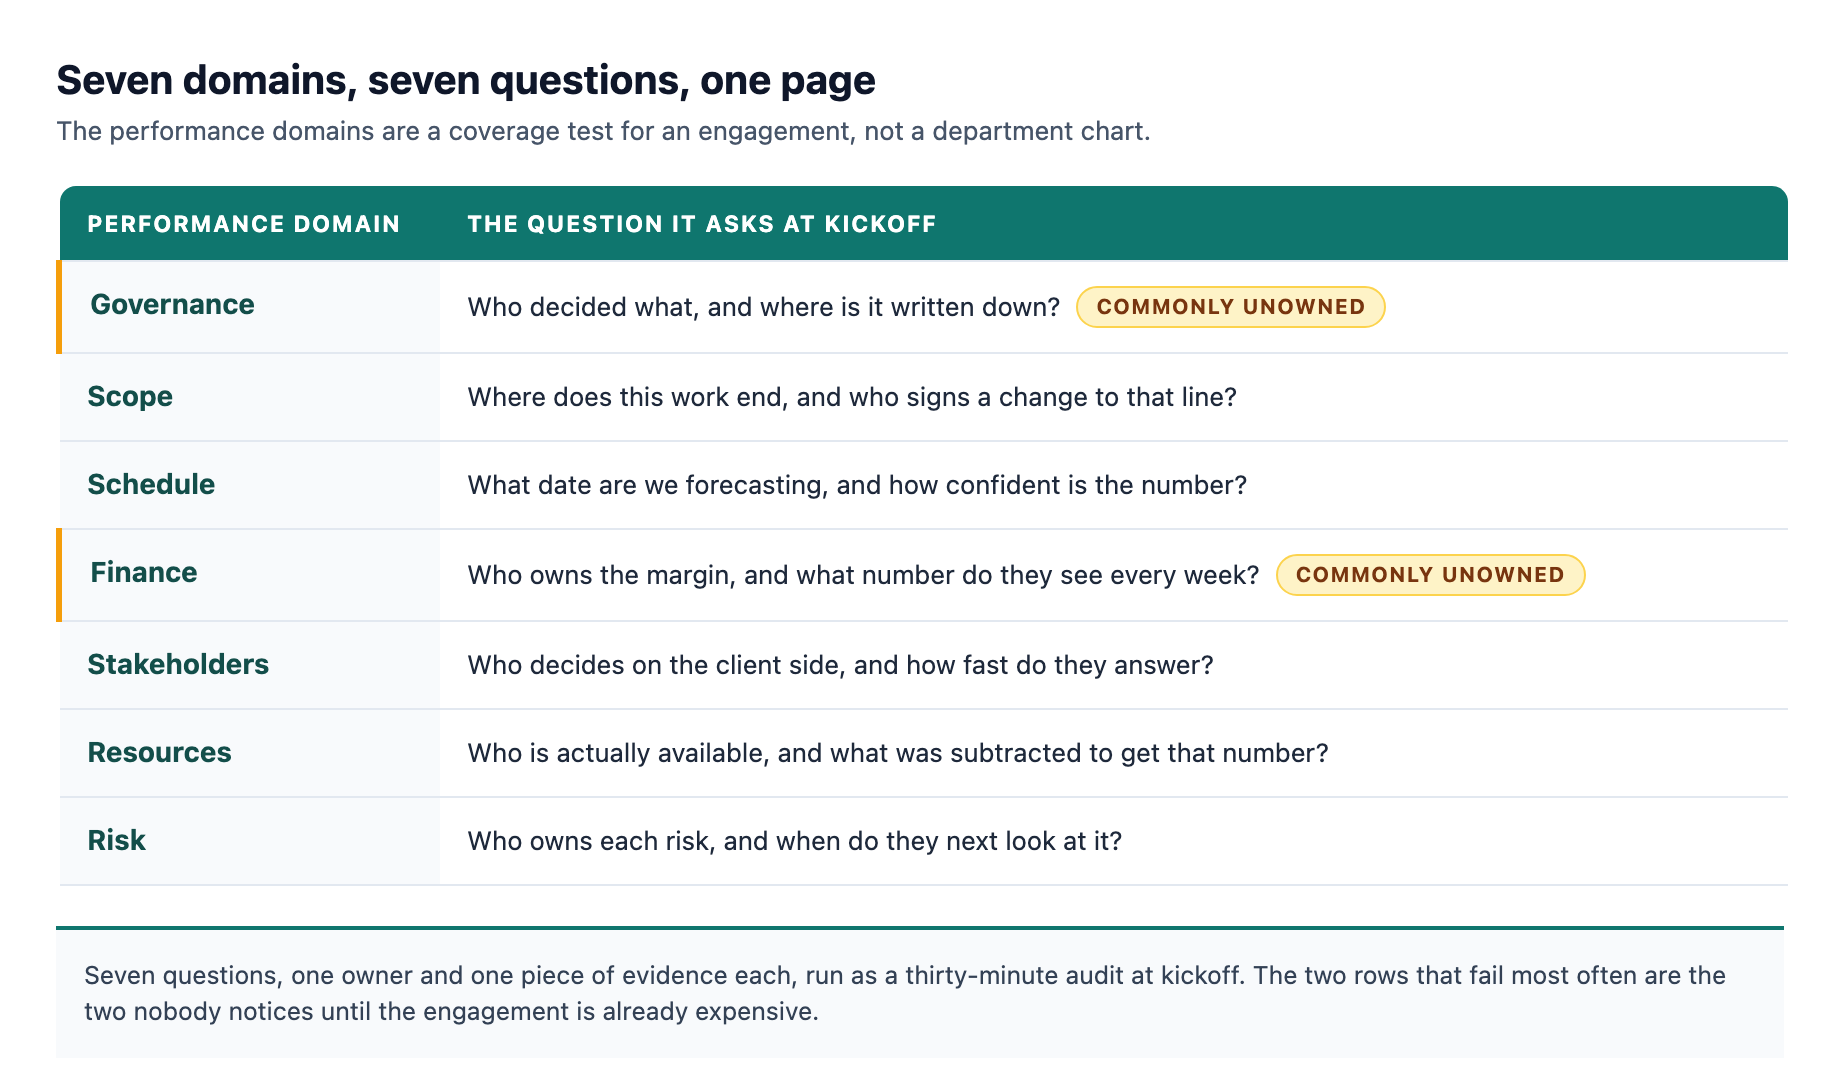 Seven domains, seven questions, one page
The performance domains are a coverage test for an engagement, not a department chart.
PERFORMANCE DOMAIN THE QUESTION IT ASKS AT KICKOFF
Governance Who decided what, and where is it written down? COMMONLY UNOWNED
Scope Where does this work end, and who signs a change to that line?
Schedule What date are we forecasting, and how confident is the number?
Finance Who owns the margin, and what number do they see every week? COMMONLY UNOWNED
Stakeholders Who decides on the client side, and how fast do they answer?
Resources Who is actually available, and what was subtracted to get that number?
Risk Who owns each risk, and when do they next look at it?
Seven questions, one owner and one piece of evidence each, run as a thirty-minute audit at kickoff. The two rows that fail most often are the
two nobody notices until the engagement is already expensive.